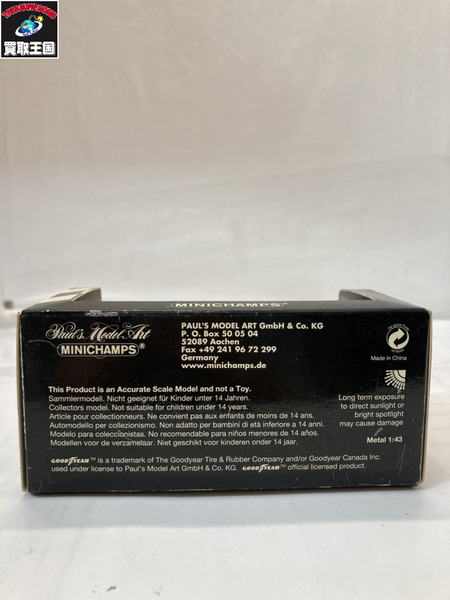 買取王国
MINICHAMPS
Paul's Model Art
MINICHAMPS®
PAUL'S MODEL ART GmbH & Co. KG
P. O. Box 50 05 04
52089 Aachen
Fax +49 241 96 72 299
Germany
www.minichamps.de
Made in China
This Product is an Accurate Scale Model and not a Toy.
Sammlermodell. Nicht geeignet für Kinder unter 14 Jahren.
Collectors model. Not suitable for children under 14 years.
Article pour collectionneurs. Ne convient pas aux enfants de moins de 14 ans.
Automodello per collezionismo. Non adatto per bambini di età inferiore a 14 anni.
Modelo para coleccionistas. No recomendable para niños menores de 14 años.
Modellen voor de verzamelaar. Niet geschikt voor kinderen onder 14 jaar.
Long term exposure
to direct sunlight or
bright spotlight
may cause damage
Metal 1:43
GOODYEAR™ is a trademark of The Goodyear Tire & Rubber Company and/or Goodyear Canada Inc.
used under license to Paul's Model Art GmbH & Co. KG. GOODYEAR™ official licensed product.